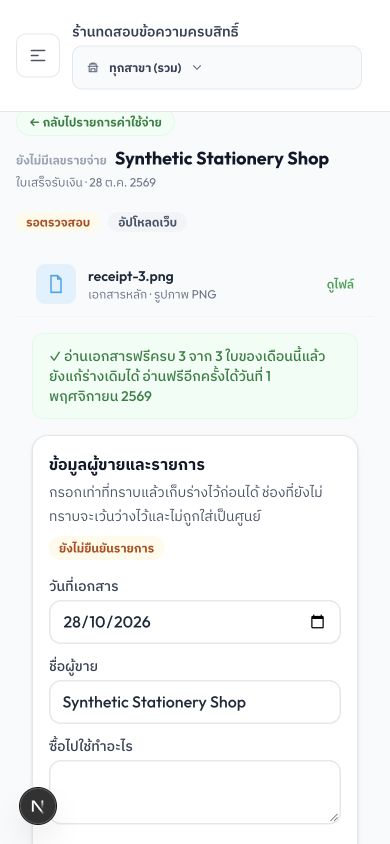 ร้านทดสอบข้อความครบสิทธิ์
ทุกสาขา (รวม)
← กลับไปรายการค่าใช้จ่าย
ยังไม่มีเลขรายจ่าย Synthetic Stationery Shop
ใบเสร็จรับเงิน · 28 ต.ค. 2569
รอตรวจสอบ อัปโหลดเว็บ
receipt-3.png
เอกสารหลัก · รูปภาพ PNG
ดูไฟล์
✓ อ่านเอกสารฟรีครบ 3 จาก 3 ใบของเดือนนี้แล้ว
ยังแก้ร่างเดิมได้ อ่านฟรีอีกครั้งได้วันที่ 1
พฤศจิกายน 2569
ข้อมูลผู้ขายและรายการ
กรอกเท่าที่ทราบแล้วเก็บร่างไว้ก่อนได้ ช่องที่ยังไม่
ทราบจะเว้นว่างไว้และไม่ถูกใส่เป็นศูนย์
ยังไม่ยืนยันรายการ
วันที่เอกสาร
28/10/2026
ชื่อผู้ขาย
Synthetic Stationery Shop
ซื้อไปใช้ทำอะไร
N